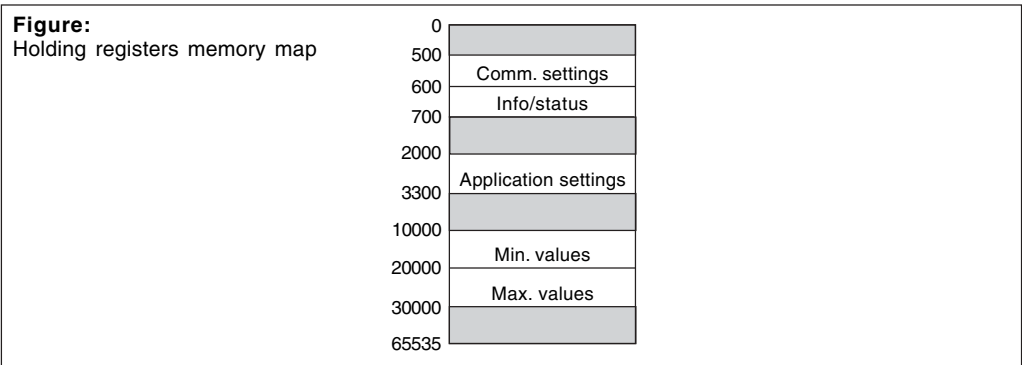 Figure:
Holding registers memory map
0
500
Comm. settings
600
Info/status
700
2000
Application settings
3300
10000
Min. values
20000
Max. values
30000
65535